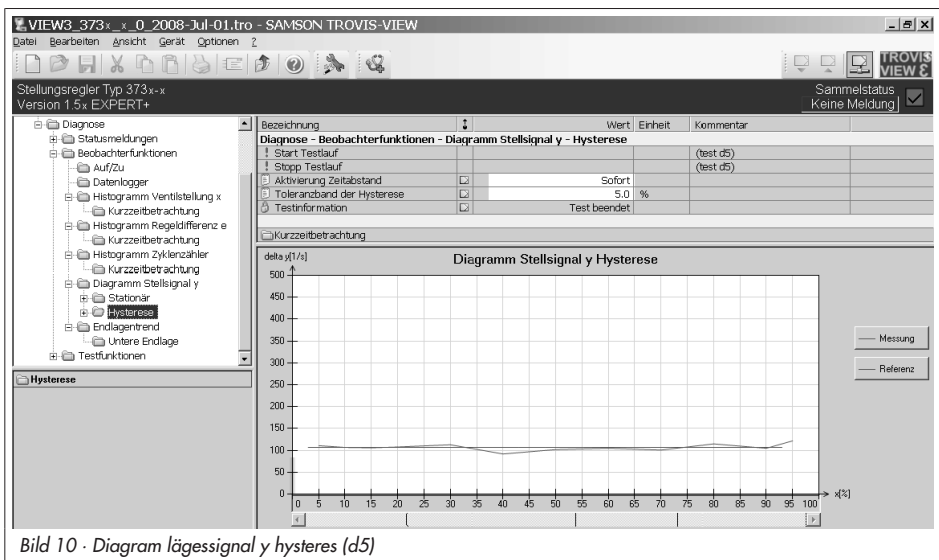 VIEW3_373x_x_0_2008-Jul-01.tro - SAMSON TROVIS-VIEW
Datei Bearbeiten Ansicht Gerät Optionen ?
TROVIS
VIEW 3
Stellungsregler Typ 373x-x
Version 1.5x EXPERT+
Sammelstatus
Keine Meldung
Diagnose
Statusmeldungen
Beobachterfunktionen
Auf/Zu
Datenlogger
Histogramm Ventilstellung x
Kurzzeitbetrachtung
Histogramm Regeldifferenz e
Kurzzeitbetrachtung
Histogramm Zyklenzähler
Kurzzeitbetrachtung
Diagramm Stellsignal y
Stationär
Hysterese
Endlagentrend
Untere Endlage
Testfunktionen
Hysterese
Bezeichnung Wert Einheit Kommentar
Diagnose - Beobachterfunktionen - Diagramm Stellsignal y - Hysterese
! Start Testlauf (test d5)
! Stopp Testlauf (test d5)
Aktivierung Zeitabstand Sofort
Toleranzband der Hysterese 5.0 %
Testinformation Test beendet
Kurzzeitbetrachtung
delta y[1/s]
Diagramm Stellsignal y Hysterese
500
450
400
350
300
250
200
150
100
50
0
0 5 10 15 20 25 30 35 40 45 50 55 60 65 70 75 80 85 90 95 100
x[%]
Messung
Referenz
Bild 10 · Diagram lägessignal y hysteres (d5)